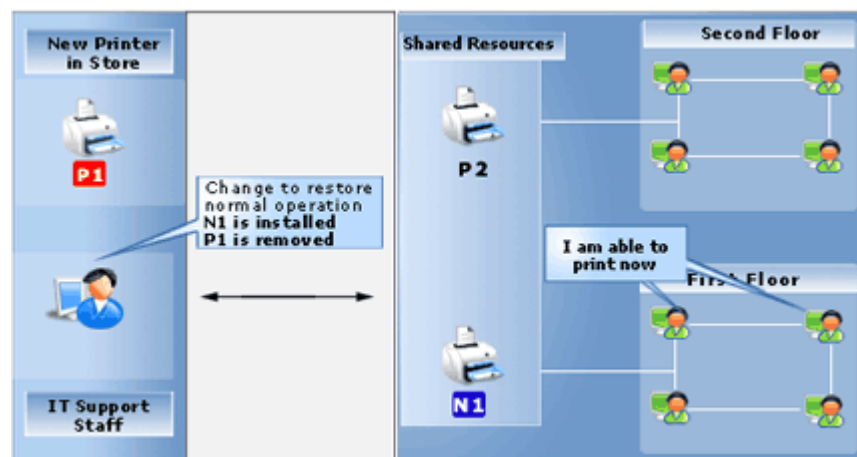 New Printer
in Store
P1
Change to restore
normal operation
N1 is installed
P1 is removed
IT Support
Staff
Shared Resources
P 2
N1
Second Floor
I am able to
print now
First Floor